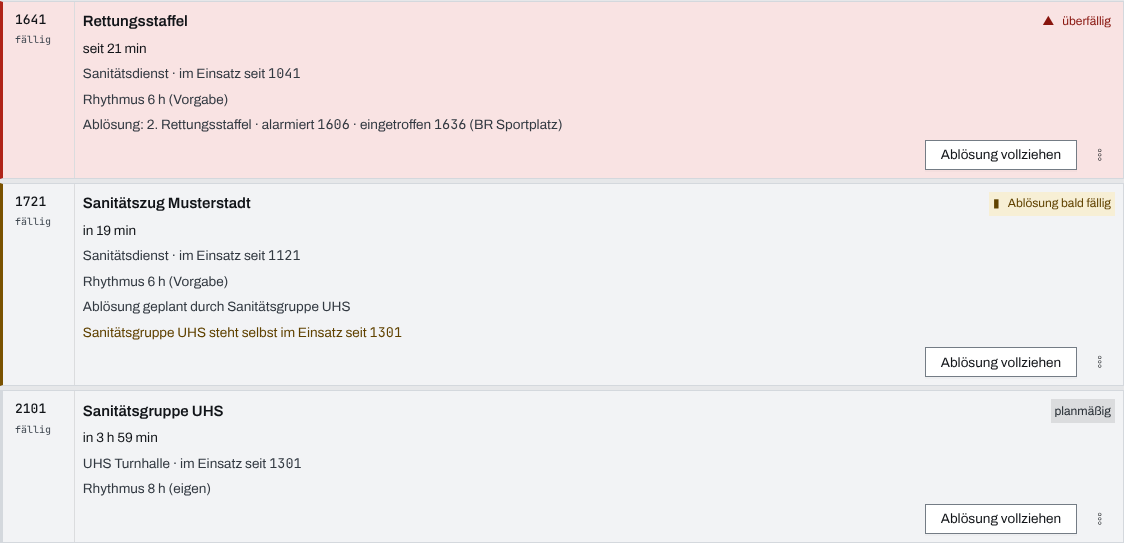 1641
fällig
Rettungsstaffel
▲ überfällig
seit 21 min
Sanitätsdienst · im Einsatz seit 1041
Rhythmus 6 h (Vorgabe)
Ablösung: 2. Rettungsstaffel · alarmiert 1606 · eingetroffen 1636 (BR Sportplatz)
Ablösung vollziehen
1721
fällig
Sanitätszug Musterstadt
Ablösung bald fällig
in 19 min
Sanitätsdienst · im Einsatz seit 1121
Rhythmus 6 h (Vorgabe)
Ablösung geplant durch Sanitätsgruppe UHS
Sanitätsgruppe UHS steht selbst im Einsatz seit 1301
Ablösung vollziehen
2101
fällig
Sanitätsgruppe UHS
planmäßig
in 3 h 59 min
UHS Turnhalle · im Einsatz seit 1301
Rhythmus 8 h (eigen)
Ablösung vollziehen